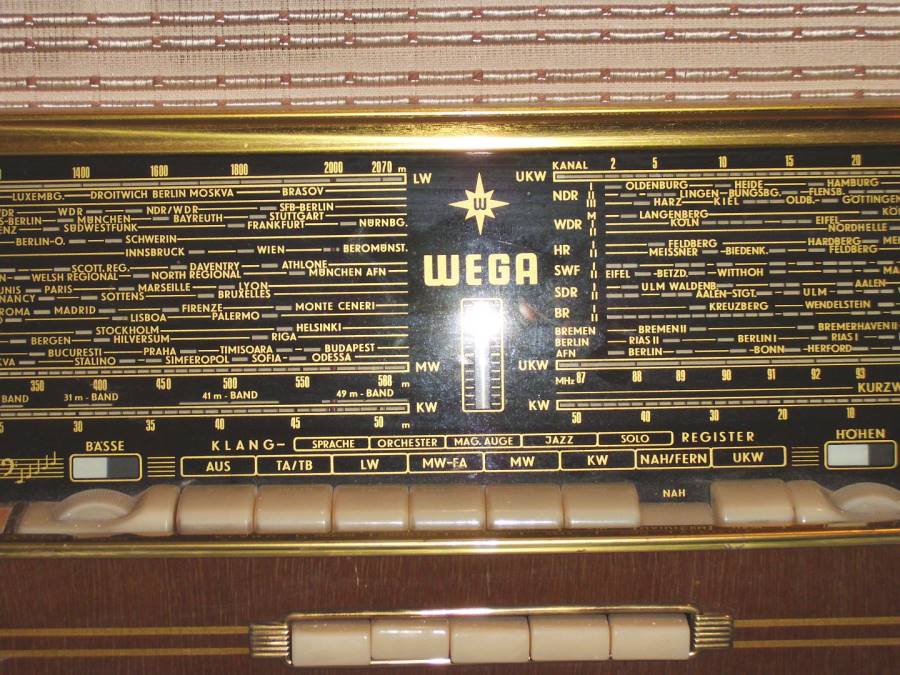 1400 1600 1800 2000 2070 m LW
LUXEMBG. DROITWICH BERLIN MOSKVA BRASOV
WDR NDR/WDR SFB-BERLIN
S-BERLIN MÜNCHEN BAYREUTH STUTTGART
SÜDWESTFUNK FRANKFURT NÜRNBG.
BERLIN-O. SCHWERIN
INNSBRUCK WIEN BEROMÜNST.
SCOTT. REG. DAVENTRY ATHLONE
WELSH REGIONAL NORTH REGIONAL MÜNCHEN AFN
PARIS MARSEILLE LYON
NANCY SOTTENS BRUXELLES
ROMA MADRID FIRENZE MONTE CENERI
LISBOA PALERMO
STOCKHOLM HELSINKI
BERGEN HILVERSUM RIGA
BUCURESTI PRAHA TIMISOARA BUDAPEST
STALINO SIMFEROPOL SOFIA ODESSA
MW
350 400 450 500 550 588 m
BAND 31 m - BAND 41 m - BAND 49 m - BAND
KW
30 35 40 45 50 m
W
WEGA
UKW KANAL 2 5 10 15 20
OLDENBURG HEIDE HAMBURG
NDR I II III LINGEN BUNGSBG. FLENSB.
HARZ KIEL OLDB. GÖTTINGEN
WDR M II LANGENBERG
KÖLN EIFEL
NORDHELLE
HR I II FELDBERG HARDBERG
MEISSNER BIEDENK. FELDBERG
SWF EIFEL BETZD. WITTHOH
SDR ULM WALDENB. AALEN
AALEN-STGT. ULM
BR I II KREUZBERG WENDELSTEIN
BREMEN BREMEN II BREMERHAVEN II
BERLIN RIAS II BERLIN I RIAS I
AFN BERLIN BONN HERFORD
UKW
MHz 87 88 89 90 91 92 93
KURZW
KW
50 40 30 20 10
BÄSSE KLANG- SPRACHE ORCHESTER MAG. AUGE JAZZ SOLO REGISTER HÖHEN
AUS TA/TB LW MW-FA MW KW NAH/FERN UKW
NAH